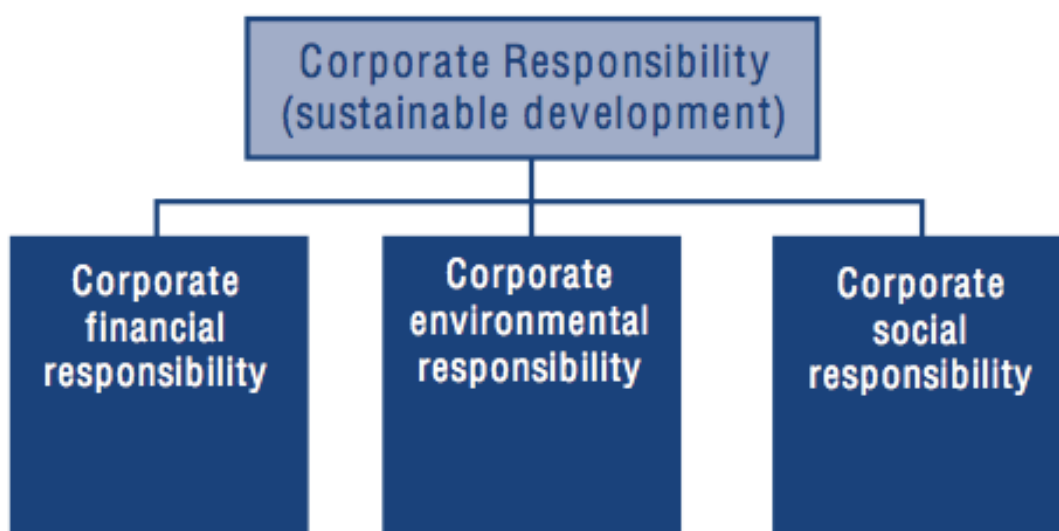 Corporate Responsibility
(sustainable development)
Corporate
financial
responsibility
Corporate
environmental
responsibility
Corporate
social
responsibility